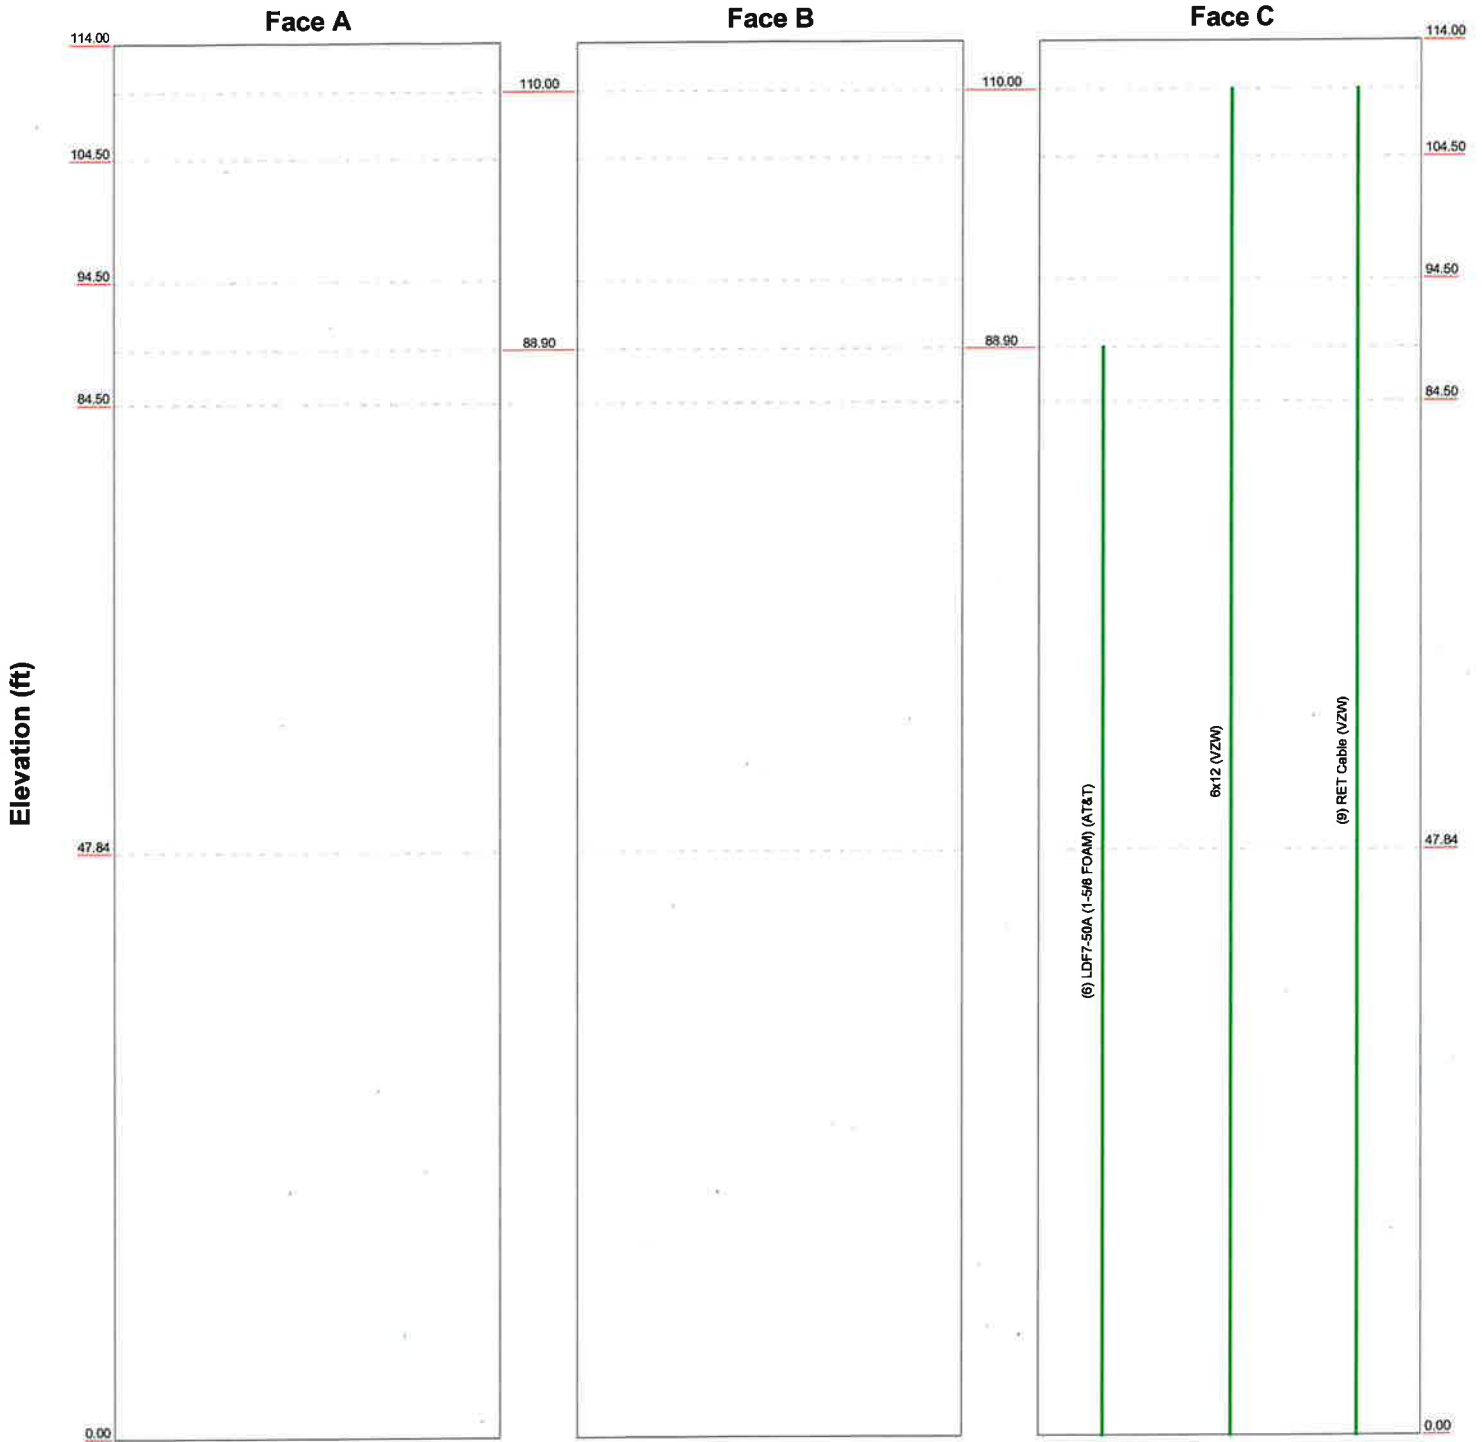 Face A
Face B
Face C
114.00
114.00
110.00
110.00
104.50
104.50
94.50
94.50
88.90
88.90
84.50
84.50
Elevation (ft)
(6) LDF7-50A (1-5/8 FOAM) (AT&T)
6x12 (VZW)
(9) RET Cable (VZW)
47.84
47.84
0.00
0.00